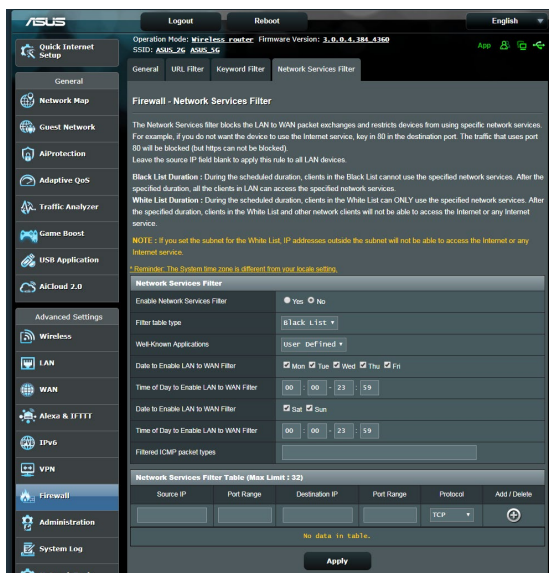 ASUS
Logout
Reboot
English
Quick Internet
Setup
Operation Mode: Wireless router Firmware Version: 3.0.0.4.384_4360
SSID: ASUS_2G ASUS_5G
App
General
General
URL Filter
Keyword Filter
Network Services Filter
Network Map
Guest Network
AiProtection
Adaptive QoS
Traffic Analyzer
Game Boost
USB Application
AiCloud 2.0
Advanced Settings
Wireless
LAN
WAN
Alexa & IFTTT
IPv6
VPN
Firewall
Administration
System Log
Firewall - Network Services Filter
The Network Services filter blocks the LAN to WAN packet exchanges and restricts devices from using specific network services.
For example, if you do not want the device to use the Internet service, key in 80 in the destination port. The traffic that uses port
80 will be blocked (but https can not be blocked).
Leave the source IP field blank to apply this rule to all LAN devices.
Black List Duration : During the scheduled duration, clients in the Black List cannot use the specified network services. After the
specified duration, all the clients in LAN can access the specified network services.
White List Duration : During the scheduled duration, clients in the White List can ONLY use the specified network services. After
the specified duration, clients in the White List and other network clients will not be able to access the Internet or any Internet
service.
NOTE : If you set the subnet for the White List, IP addresses outside the subnet will not be able to access the Internet or any
Internet service.
* Reminder: The System time zone is different from your locale setting.
Network Services Filter
Enable Network Services Filter
Yes No
Filter table type
Black List
Well-Known Applications
User Defined
Date to Enable LAN to WAN Filter
Mon Tue Wed Thu Fri
Time of Day to Enable LAN to WAN Filter
00 : 00 - 23 : 59
Date to Enable LAN to WAN Filter
Sat Sun
Time of Day to Enable LAN to WAN Filter
00 : 00 - 23 : 59
Filtered ICMP packet types
Network Services Filter Table (Max Limit : 32)
Source IP
Port Range
Destination IP
Port Range
Protocol
Add / Delete
TCP
No data in table.
Apply